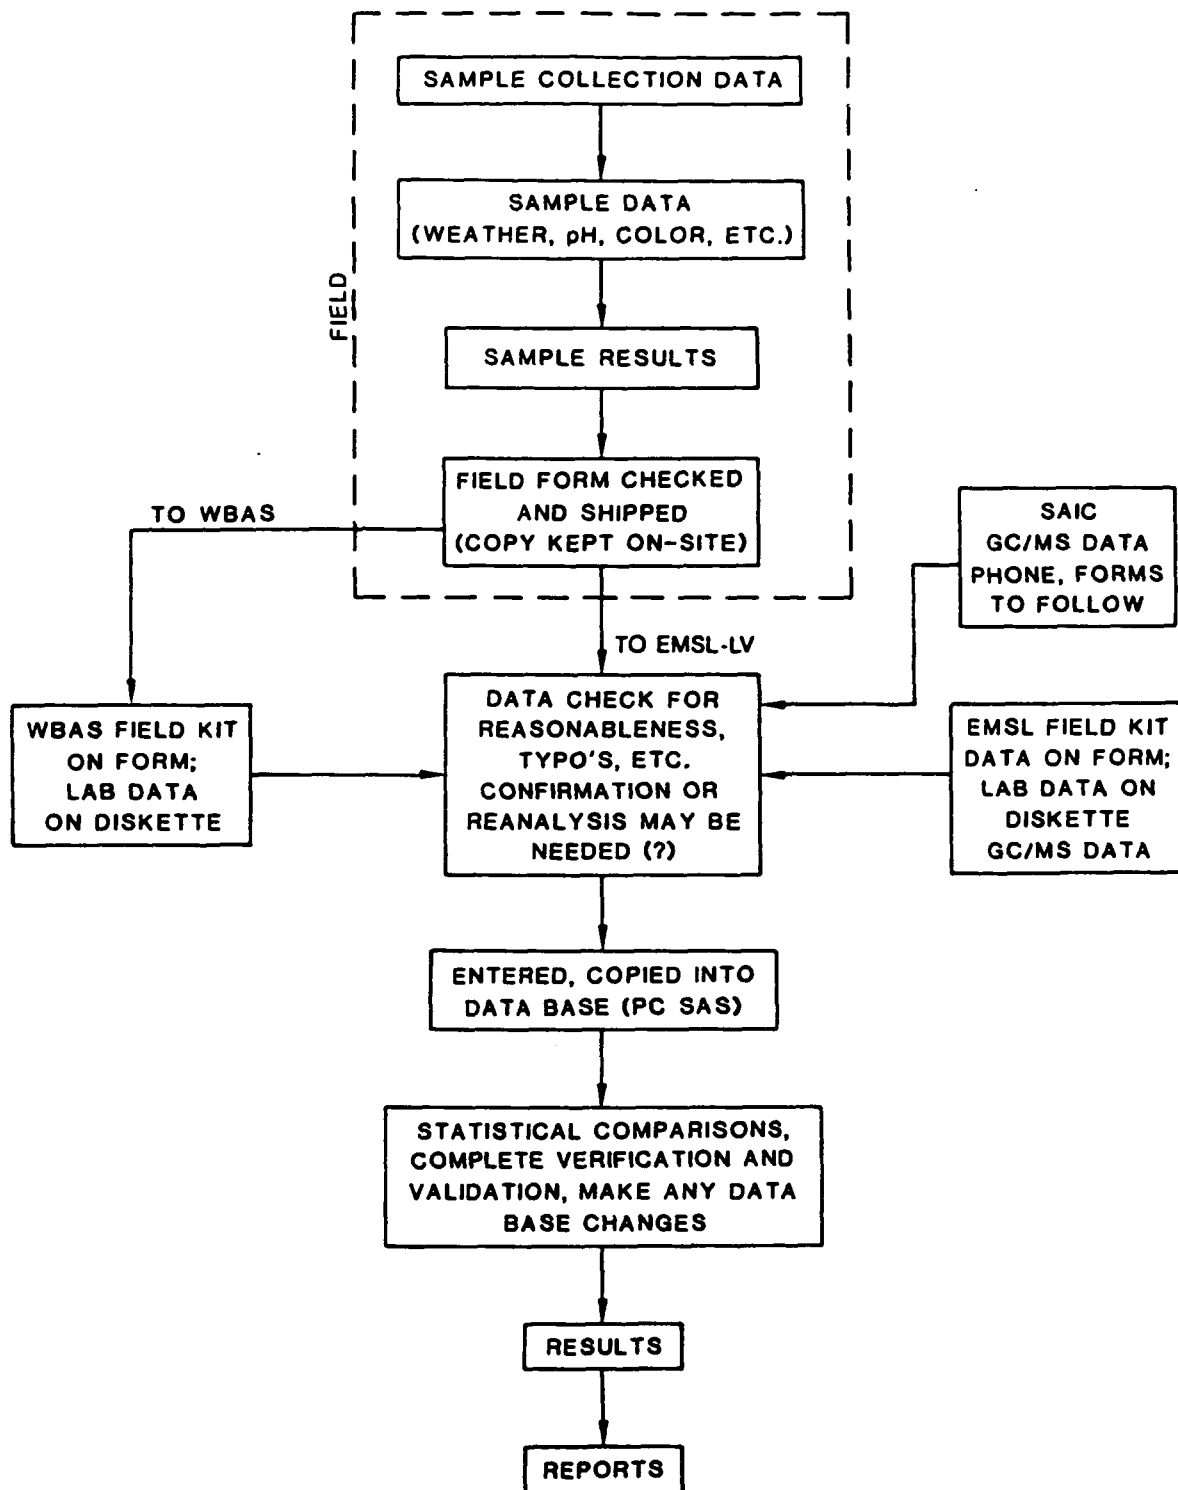 SAMPLE COLLECTION DATA
SAMPLE DATA
(WEATHER, pH, COLOR, ETC.)
FIELD
SAMPLE RESULTS
FIELD FORM CHECKED
AND SHIPPED
(COPY KEPT ON-SITE)
TO WBAS
SAIC
GC/MS DATA
PHONE, FORMS
TO FOLLOW
TO EMSL-LV
WBAS FIELD KIT
ON FORM;
LAB DATA
ON DISKETTE
DATA CHECK FOR
REASONABLENESS,
TYPO'S, ETC.
CONFIRMATION OR
REANALYSIS MAY BE
NEEDED (?)
EMSL FIELD KIT
DATA ON FORM;
LAB DATA ON
DISKETTE
GC/MS DATA
ENTERED, COPIED INTO
DATA BASE (PC SAS)
STATISTICAL COMPARISONS,
COMPLETE VERIFICATION AND
VALIDATION, MAKE ANY DATA
BASE CHANGES
RESULTS
REPORTS